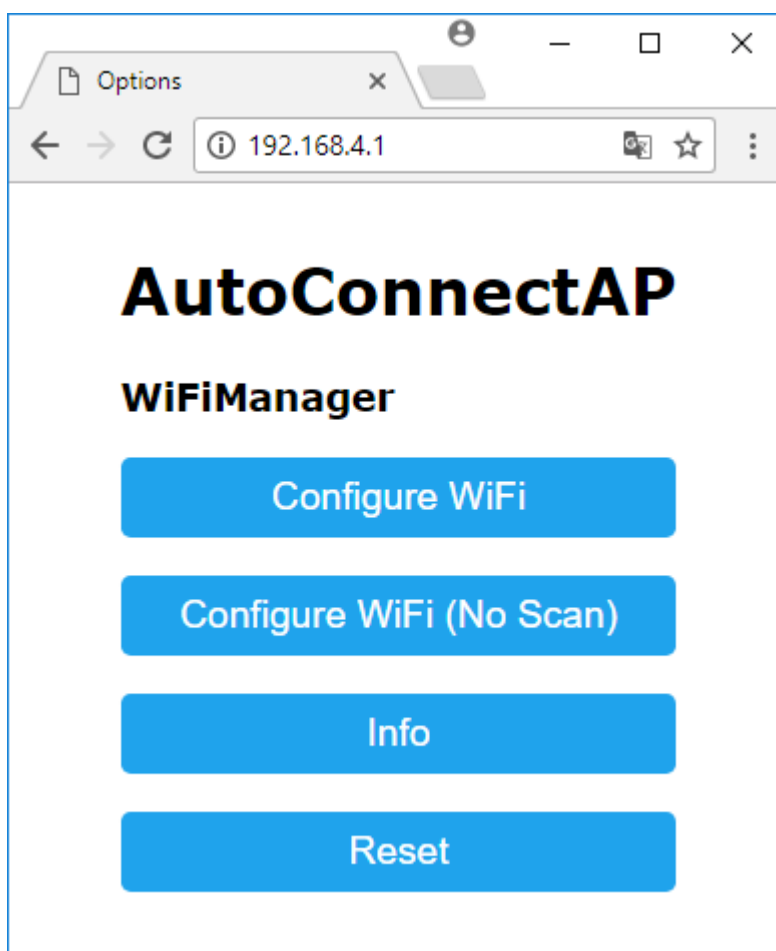 Options
192.168.4.1
AutoConnectAP
WiFiManager
Configure WiFi
Configure WiFi (No Scan)
Info
Reset